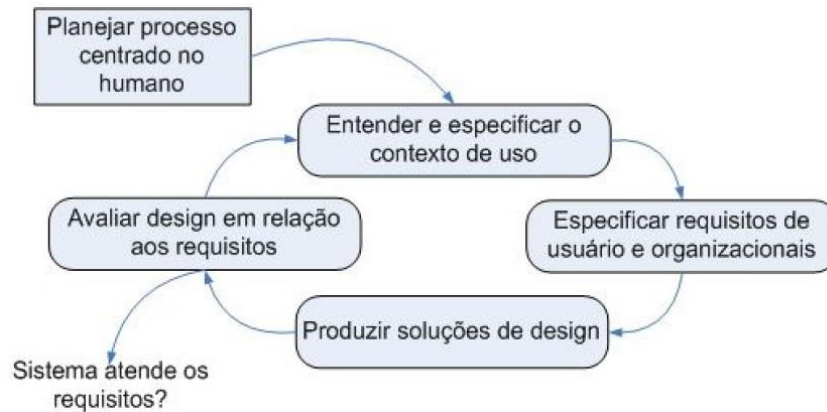 Planejar processo
centrado no
humano
Entender e especificar o
contexto de uso
Avaliar design em relação
aos requisitos
Especificar requisitos de
usuário e organizacionais
Produzir soluções de design
Sistema atende os
requisitos?